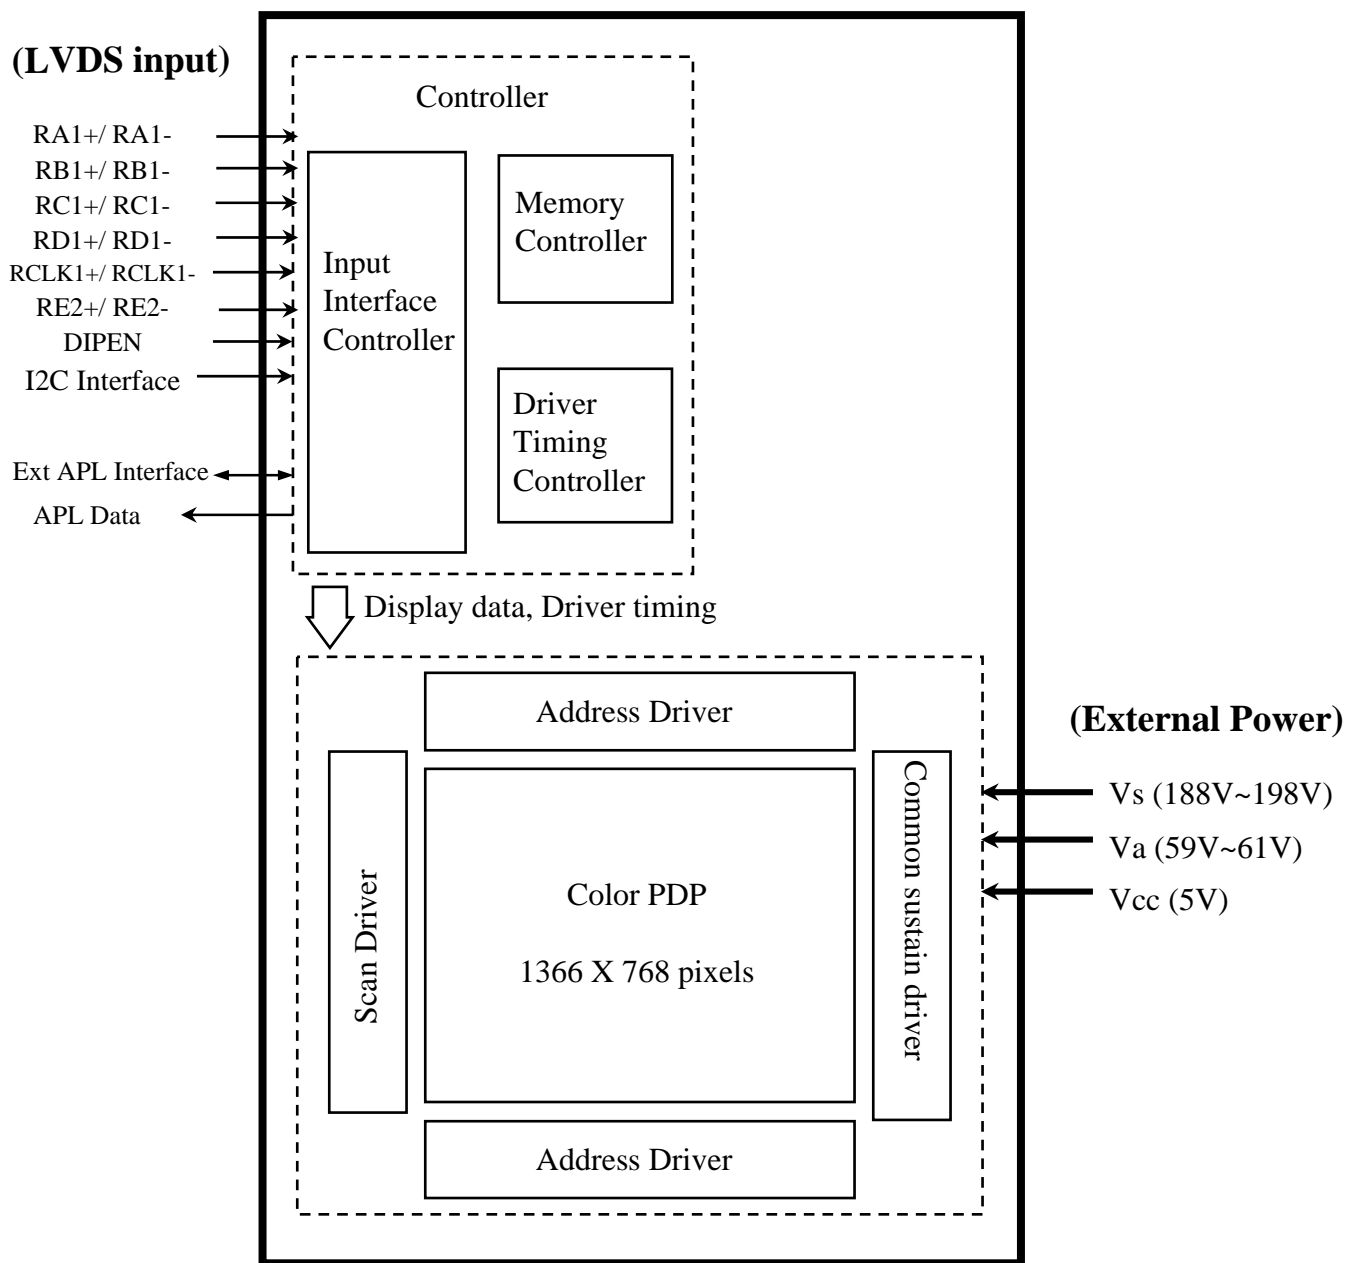 (LVDS input)
Controller
RA1+/ RA1-
RB1+/ RB1-
RC1+/ RC1-
RD1+/ RD1-
RCLK1+/ RCLK1-
RE2+/ RE2-
DIPEN
I2C Interface
Ext APL Interface
APL Data
Input
Interface
Controller
Memory
Controller
Driver
Timing
Controller
Display data, Driver timing
Address Driver
Scan Driver
Color PDP
1366 X 768 pixels
Common sustain driver
Address Driver
(External Power)
Vs (188V~198V)
Va (59V~61V)
Vcc (5V)